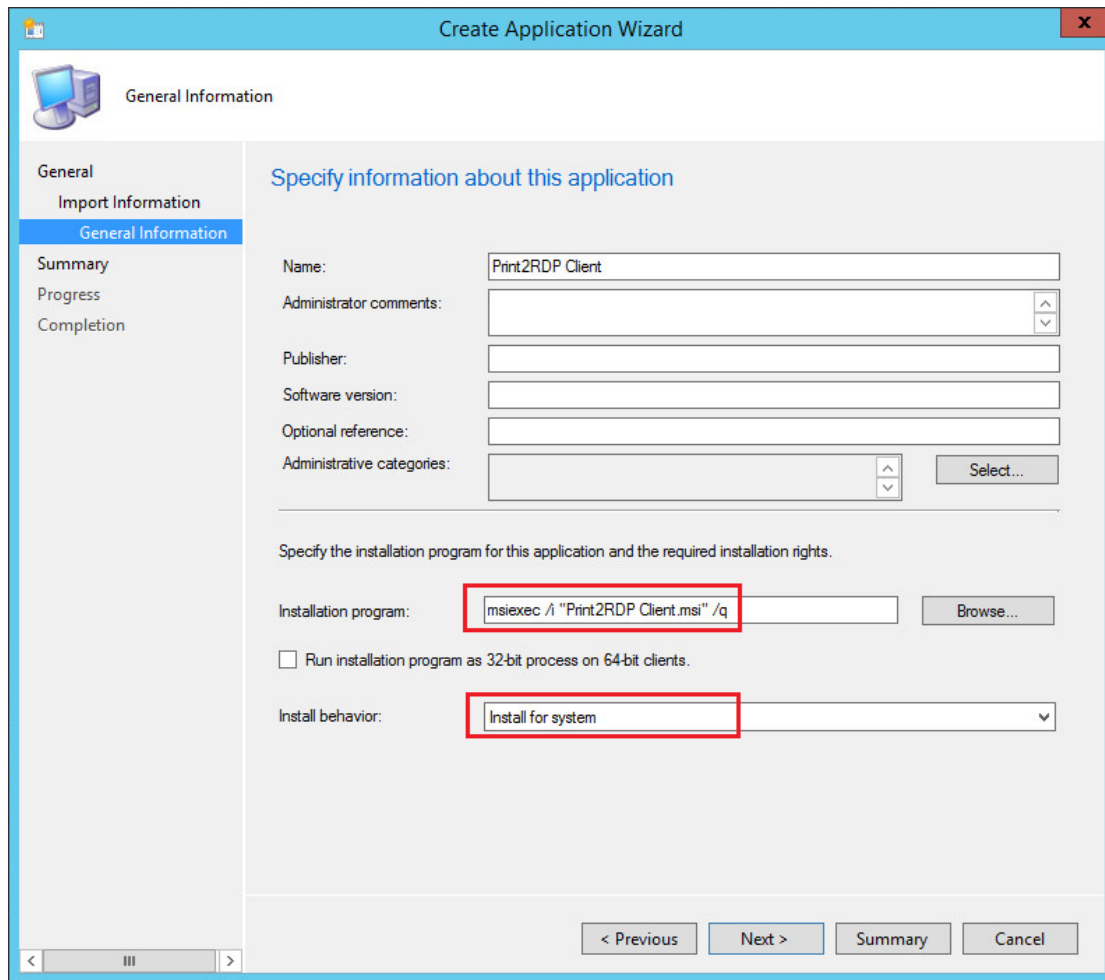 Create Application Wizard
x
General Information
General
Import Information
General Information
Summary
Progress
Completion
Specify information about this application
Name:
Print2RDP Client
Administrator comments:
Publisher:
Software version:
Optional reference:
Administrative categories:
Select...
Specify the installation program for this application and the required installation rights.
Installation program:
msiexec /i "Print2RDP Client.msi" /q
Browse...
Run installation program as 32-bit process on 64-bit clients.
Install behavior:
Install for system
< Previous
Next >
Summary
Cancel